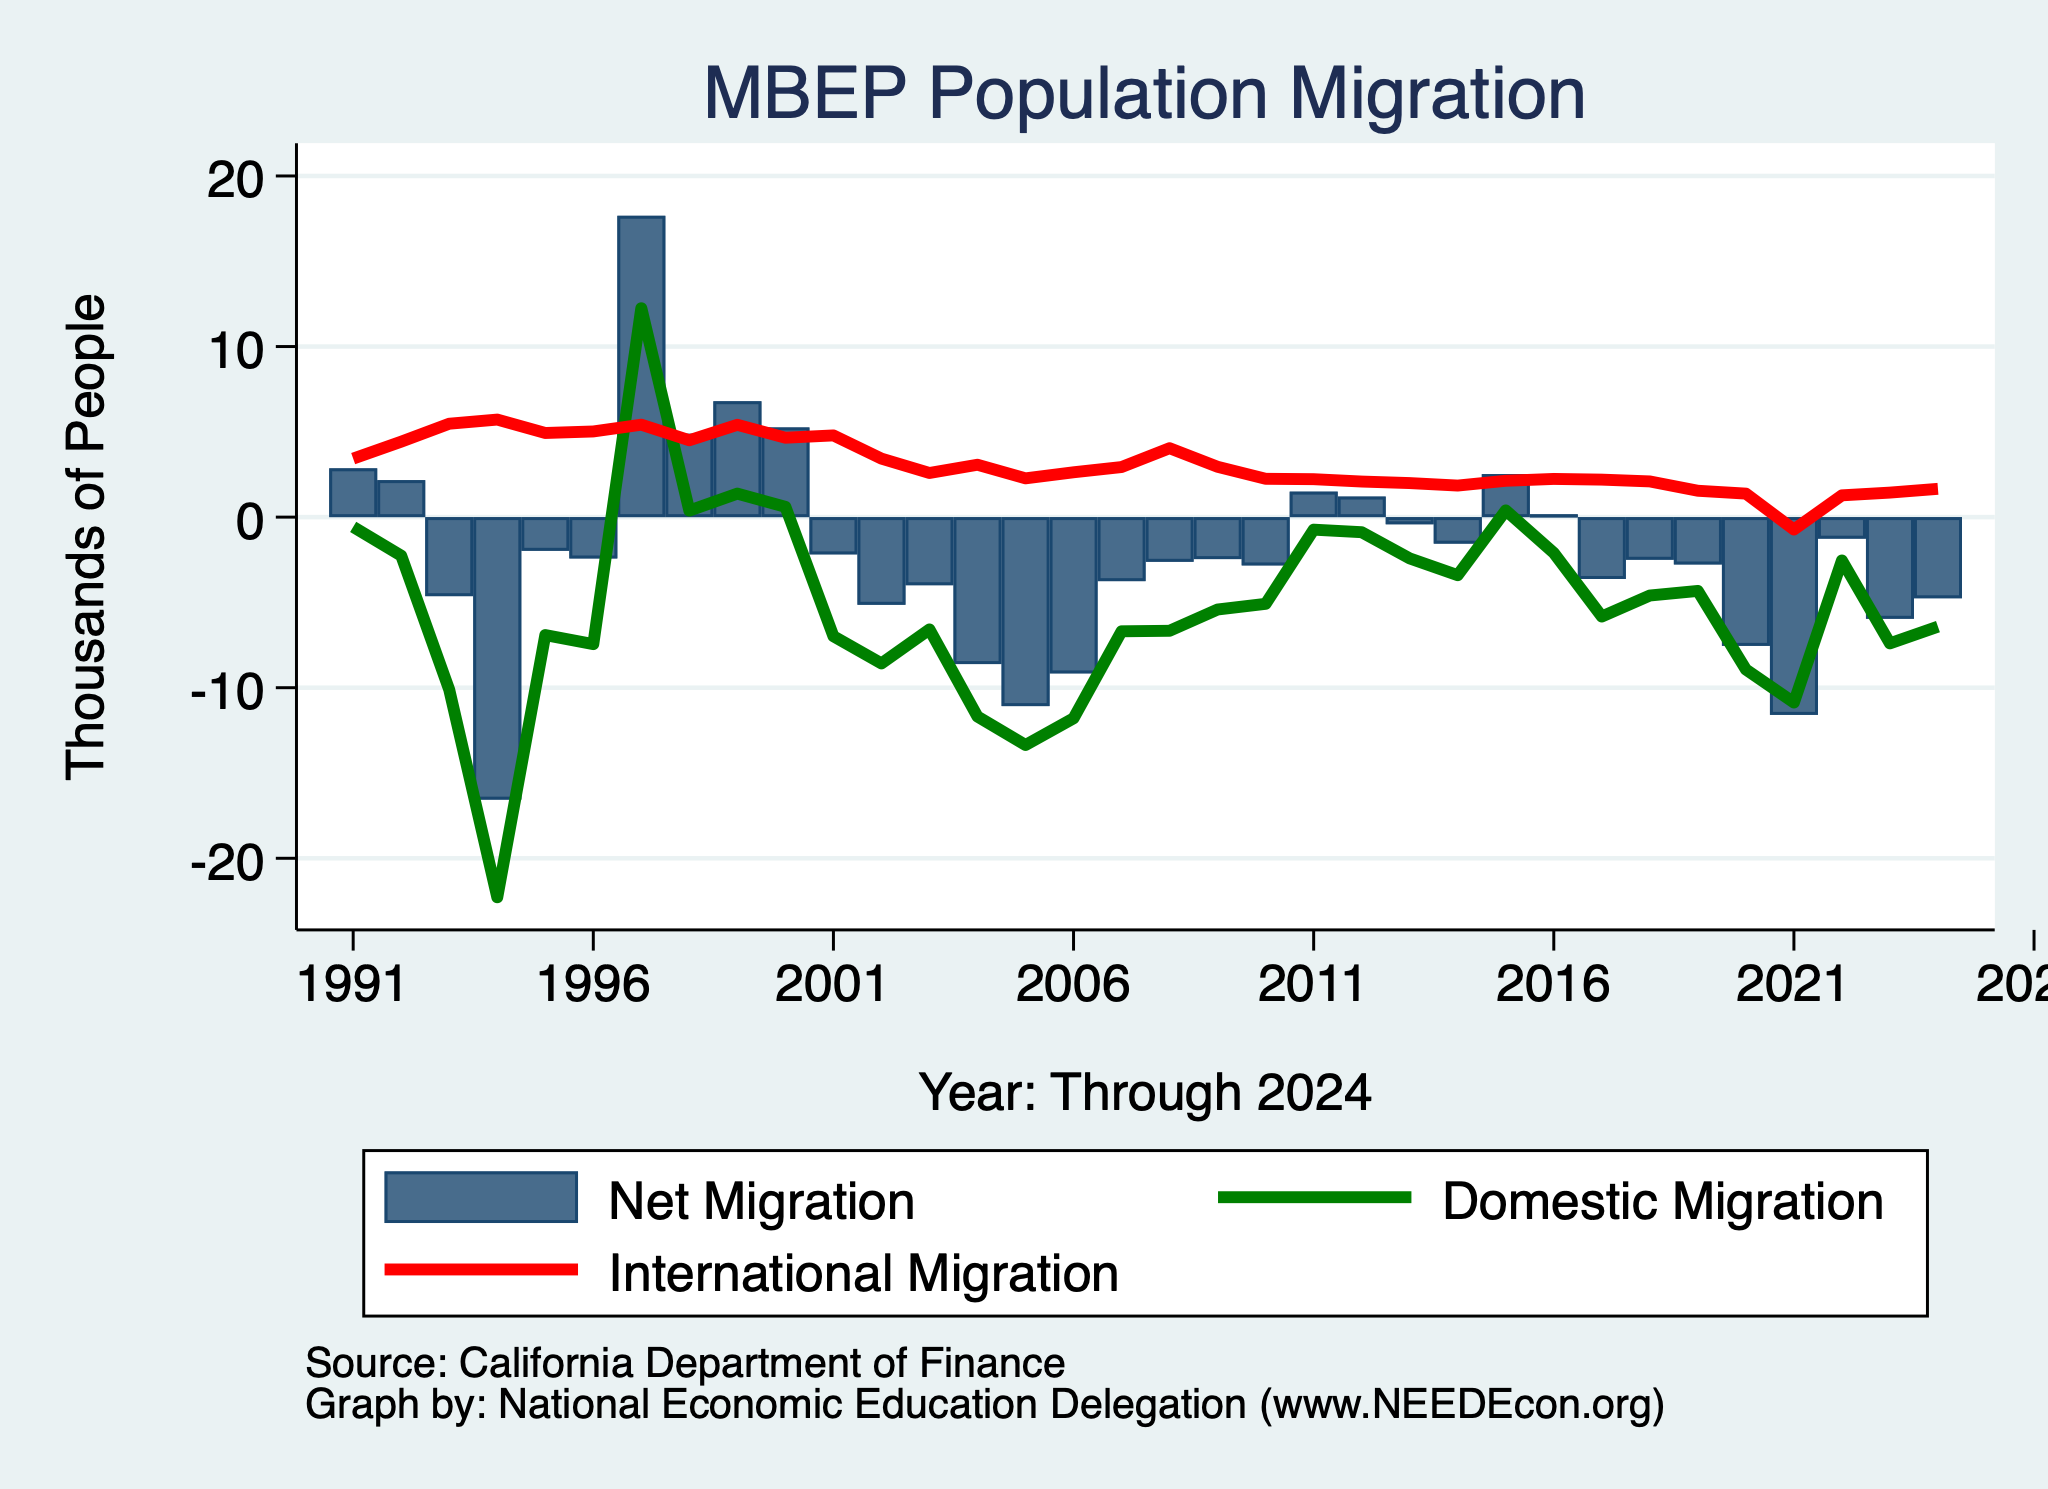 MBEP Population Migration
Thousands of People
20
10
0
-10
-20
1991 1996 2001 2006 2011 2016 2021 202
Year: Through 2024
Net Migration Domestic Migration
International Migration
Source: California Department of Finance
Graph by: National Economic Education Delegation (www.NEEDEcon.org)